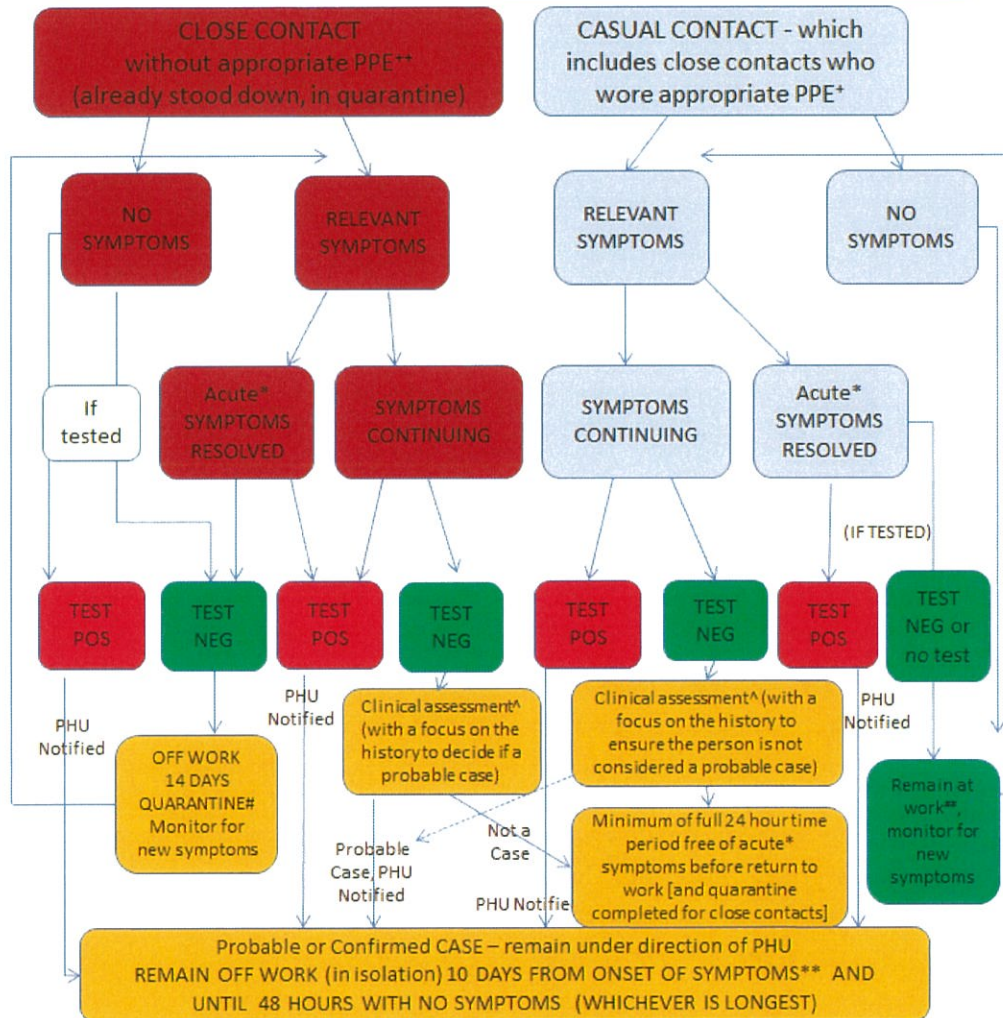 CLOSE CONTACT
without appropriate PPE⁺⁺
(already stood down, in quarantine)
CASUAL CONTACT - which
includes close contacts who
wore appropriate PPE⁺
NO
SYMPTOMS
RELEVANT
SYMPTOMS
RELEVANT
SYMPTOMS
NO
SYMPTOMS
If
tested
Acute*
SYMPTOMS
RESOLVED
SYMPTOMS
CONTINUING
SYMPTOMS
CONTINUING
Acute*
SYMPTOMS
RESOLVED
(IF TESTED)
TEST
POS
TEST
NEG
TEST
POS
TEST
NEG
TEST
POS
TEST
NEG
TEST
POS
TEST
NEG or
no test
PHU
Notified
OFF WORK
14 DAYS
QUARANTINE#
Monitor for
new symptoms
PHU
Notified
Clinical assessment^
(with a focus on the
history to decide if a
probable case)
Clinical assessment^ (with a
focus on the history to
ensure the person is not
considered a probable case)
PHU
Notified
Remain at
work##,
monitor for
new
symptoms
Probable
Case, PHU
Notified
Not a
Case
Minimum of full 24 hour time
period free of acute*
symptoms before return to
work [and quarantine
completed for close contacts]
PHU Notifie
Probable or Confirmed CASE – remain under direction of PHU
REMAIN OFF WORK (in isolation) 10 DAYS FROM ONSET OF SYMPTOMS** AND
UNTIL 48 HOURS WITH NO SYMPTOMS (WHICHEVER IS LONGEST)